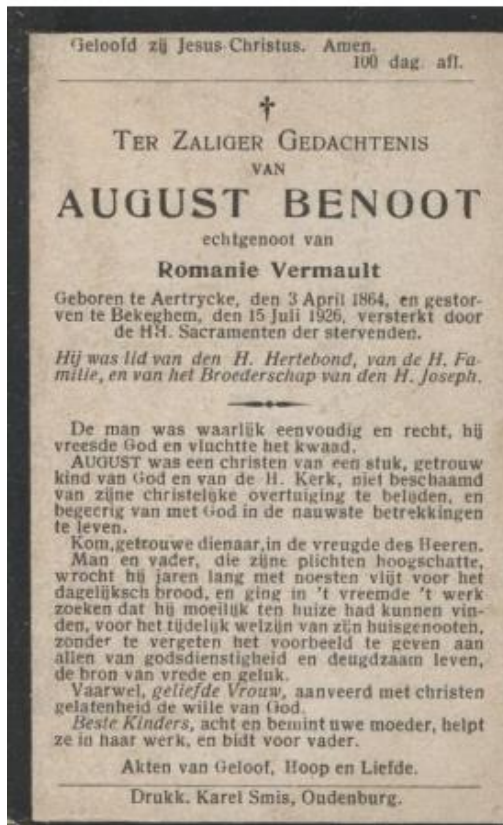 Geloofd zij Jesus-Christus. Amen.
100 dag. afl.
✝
TER ZALIGER GEDACHTENIS
VAN
AUGUST BENOOT
echtgenoot van
Romanie Vermault
Geboren te Aertrycke, den 3 April 1864, en gestor-
ven te Bekeghem, den 15 Juli 1926, versterkt door
de HH. Sacramenten der stervenden.
Hij was lid van den H. Hertebond, van de H. Fa-
milie, en van het Broederschap van den H. Joseph.
De man was waarlijk eenvoudig en recht, hij
vreesde God en vluchtte het kwaad.
AUGUST was een christen van een stuk, getrouw
kind van God en van de H. Kerk, niet beschaamd
van zijne christelijke overtuiging te beleden, en
begeerig van met God in de nauwste betrekkingen
te leven.
Kom, getrouwe dienaar, in de vreugde des Heeren.
Man en vader, die zijne plichten hoogschatte,
wrocht hij jaren lang met noesten vlijt voor het
dagelijksch brood, en ging in 't vreemde 't werk
zoeken dat hij moeilijk ten huize had kunnen vin-
den, voor het tijdelijk welzijn van zijn huisgenooten,
zonder te vergeten het voorbeeld te geven aan
allen van godsdienstigheid en deugdzaam leven,
de bron van vrede en geluk.
Vaarwel, geliefde Vrouw, aanveerd met christen
gelatenheid de wille van God.
Beste Kinders, acht en bemint uwe moeder, helpt
ze in haar werk, en bidt voor vader.
Akten van Geloof, Hoop en Liefde.
Drukk. Karel Smis, Oudenburg.